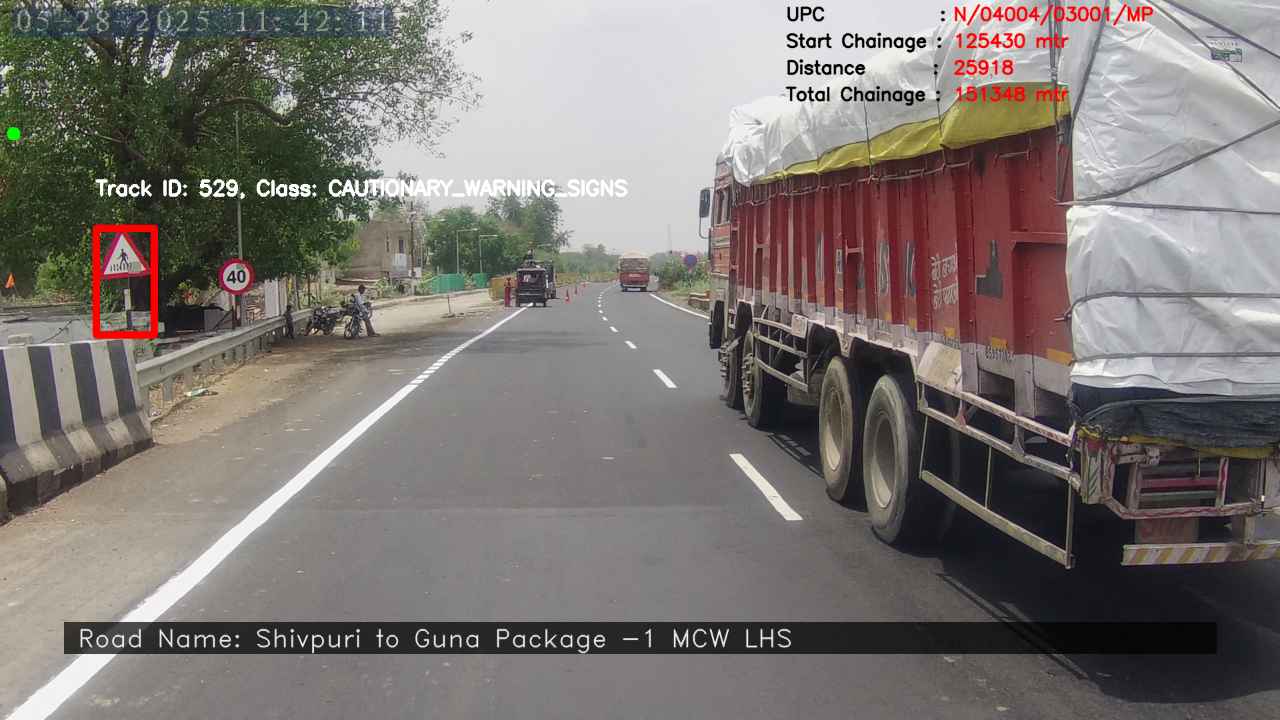 05-28-2025 11:42:11
UPC : N/04004/03001/MP
Start Chainage : 125430 mtr
Distance : 25918
Total Chainage : 151348 mtr
Track ID: 529, Class: CAUTIONARY_WARNING_SIGNS
40
Road Name: Shivpuri to Guna Package -1 MCW LHS